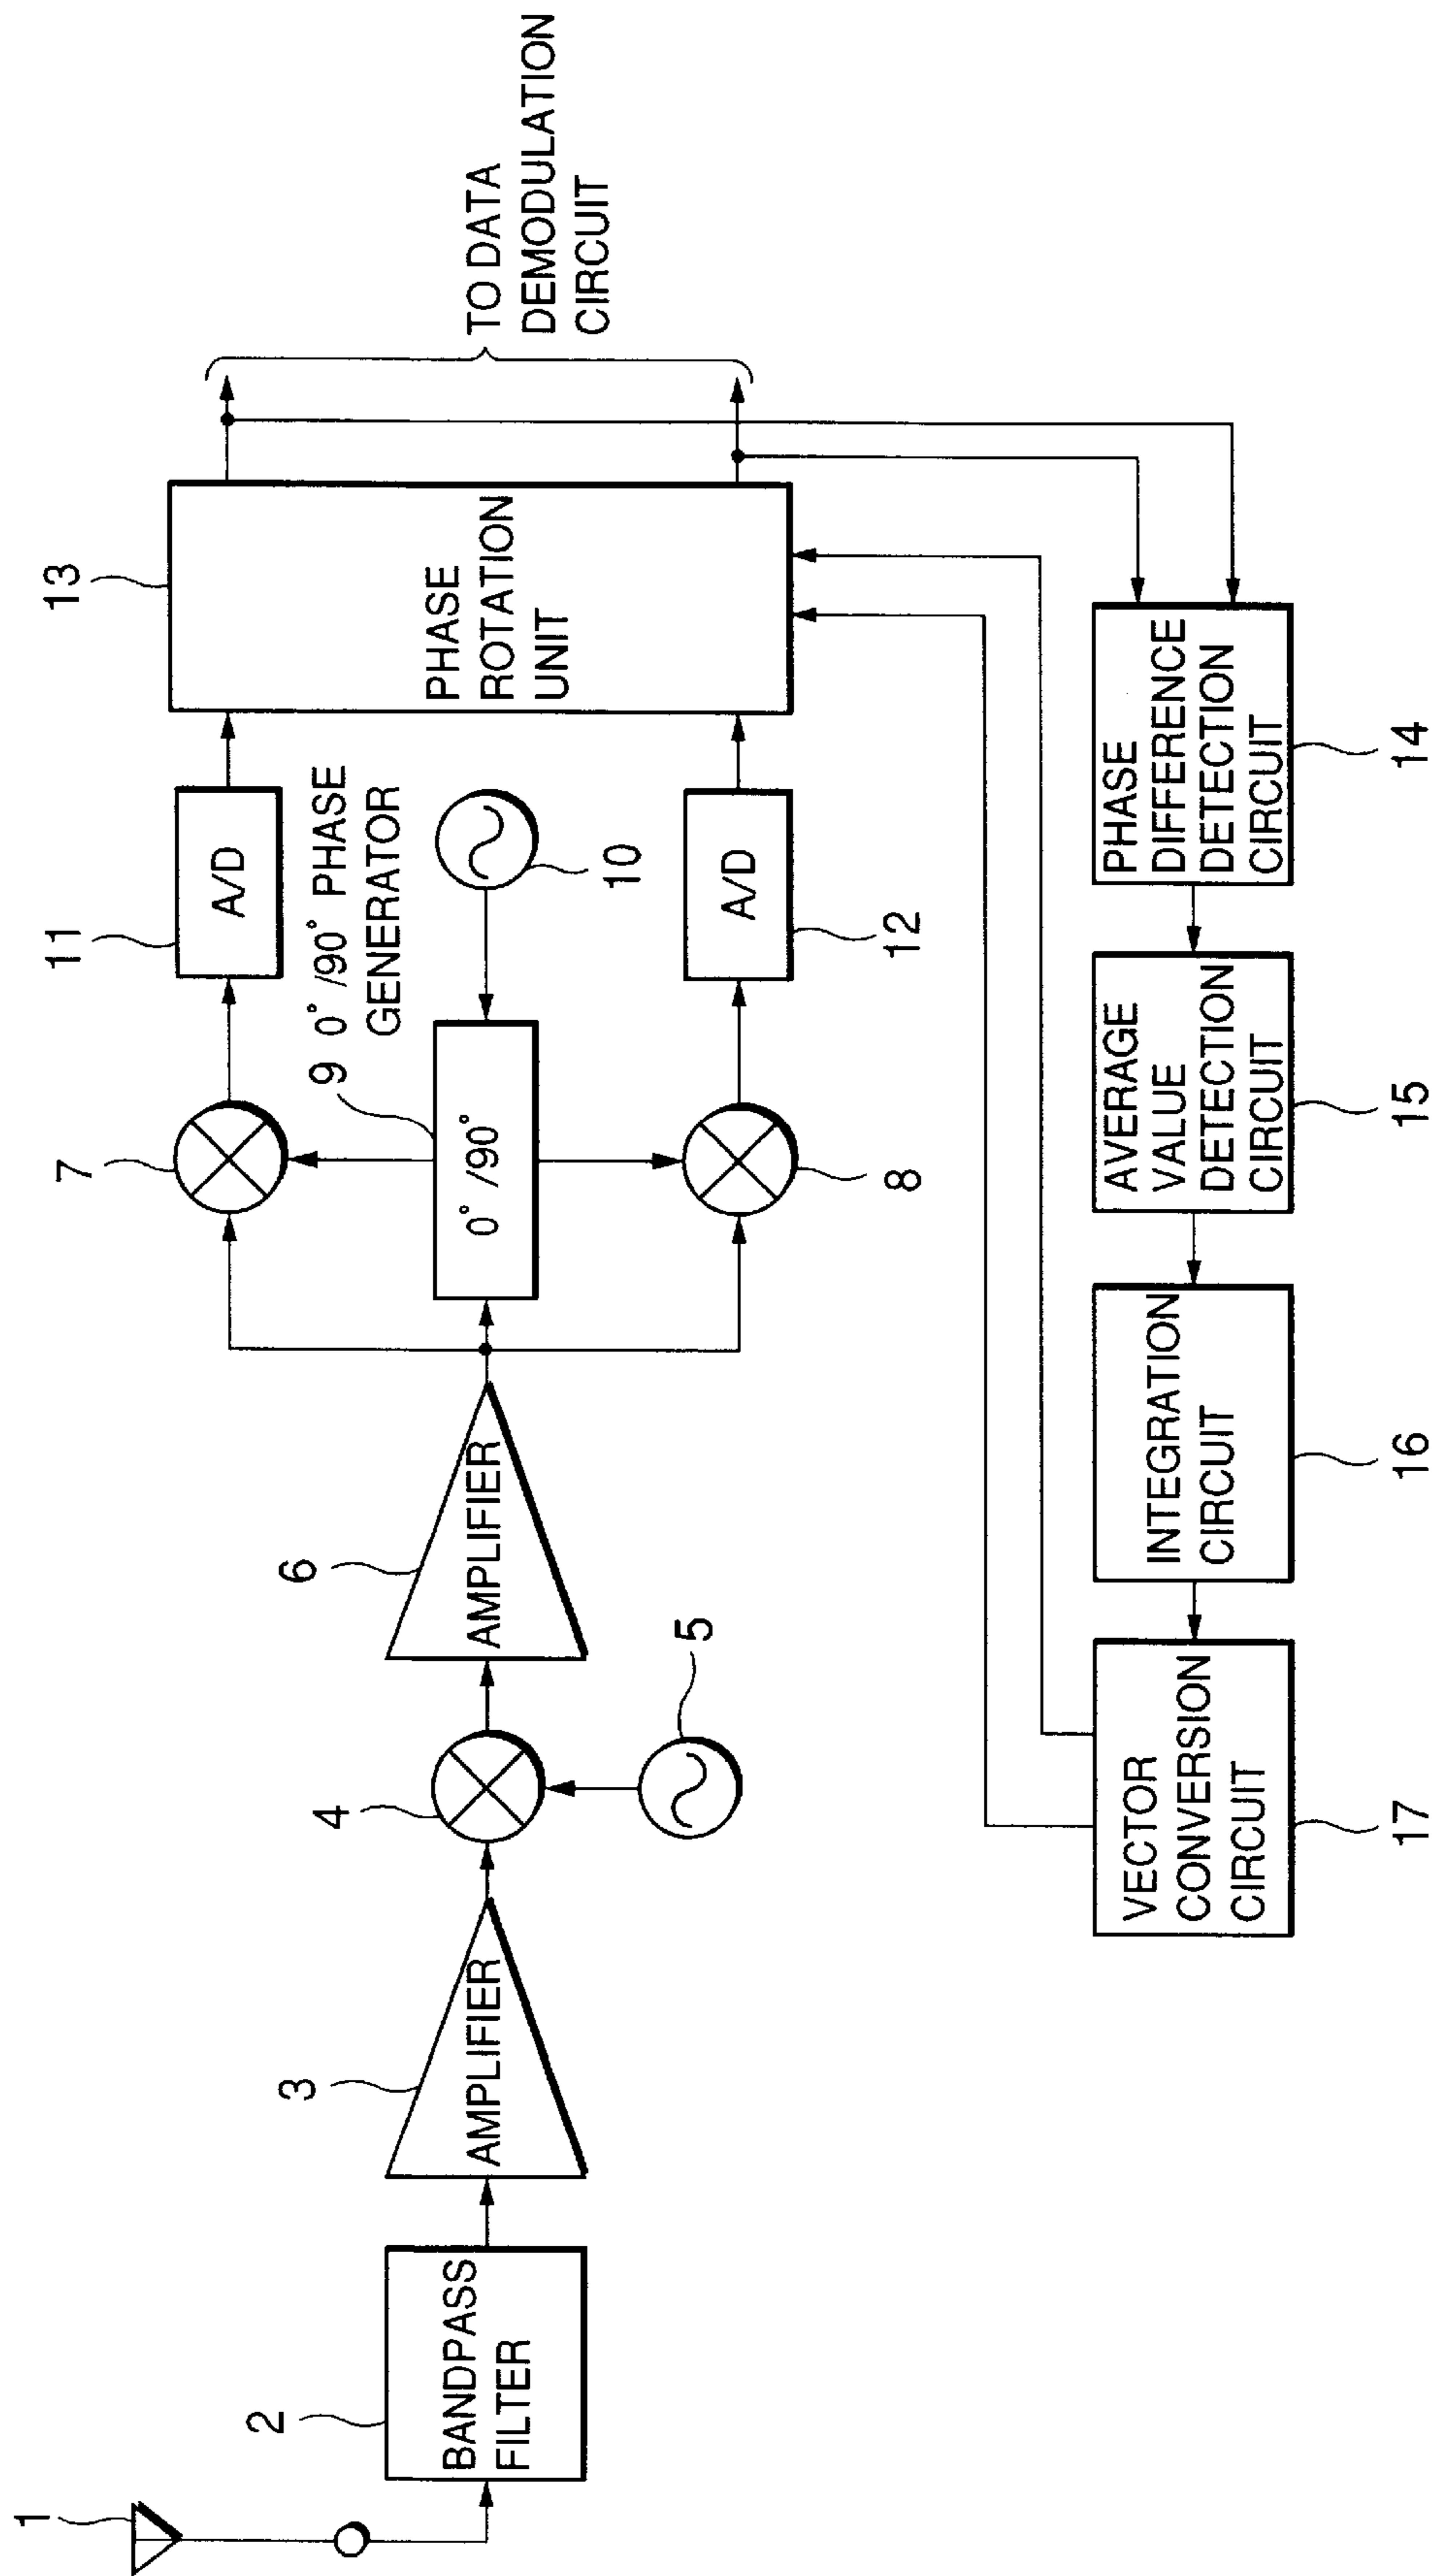 1
2
BANDPASS
FILTER
3
AMPLIFIER
4
5
6
AMPLIFIER
7
8
9 0°/90° PHASE
GENERATOR
0°/90°
10
11
A/D
12
A/D
13
PHASE
ROTATION
UNIT
TO DATA
DEMODULATION
CIRCUIT
VECTOR
CONVERSION
CIRCUIT
17
INTEGRATION
CIRCUIT
16
AVERAGE
VALUE
DETECTION
CIRCUIT
15
PHASE
DIFFERENCE
DETECTION
CIRCUIT
14